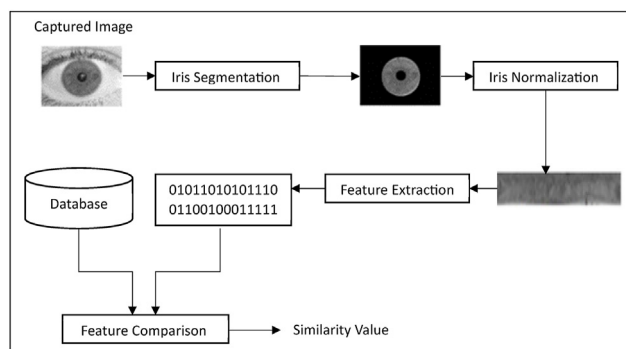 Captured Image
Iris Segmentation
Iris Normalization
Feature Extraction
01011010101110
01100100011111
Database
Feature Comparison
Similarity Value